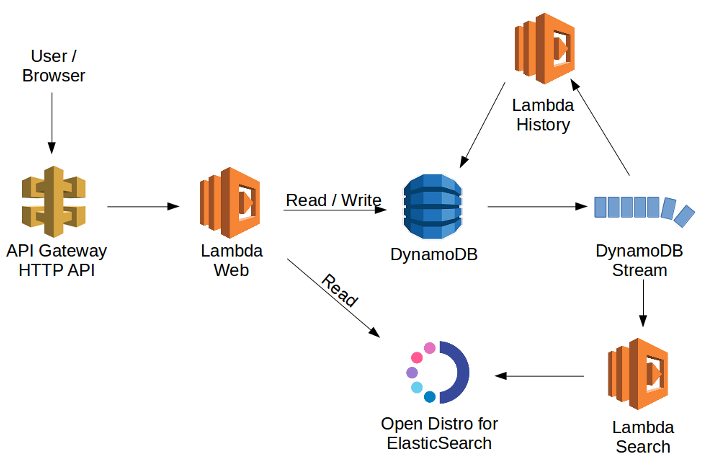 User /
Browser
API Gateway
HTTP API
Lambda
Web
Read / Write
Read
DynamoDB
Lambda
History
DynamoDB
Stream
Lambda
Search
Open Distro for
ElasticSearch